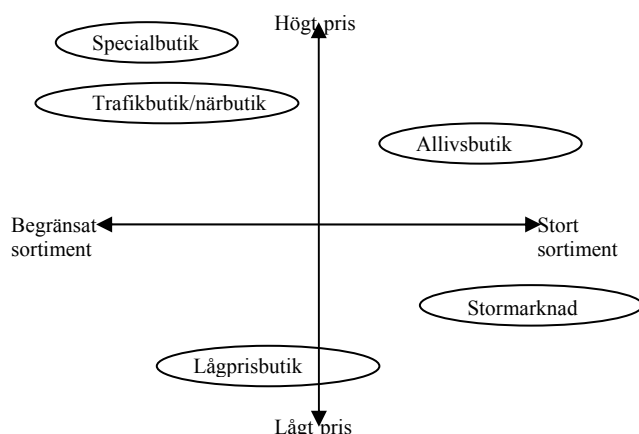 Högt pris
Specialbutik
Trafikbutik/närbutik
Allivsbutik
Begränsat
sortiment
Stort
sortiment
Stormarknad
Lågprisbutik
Lågt pris